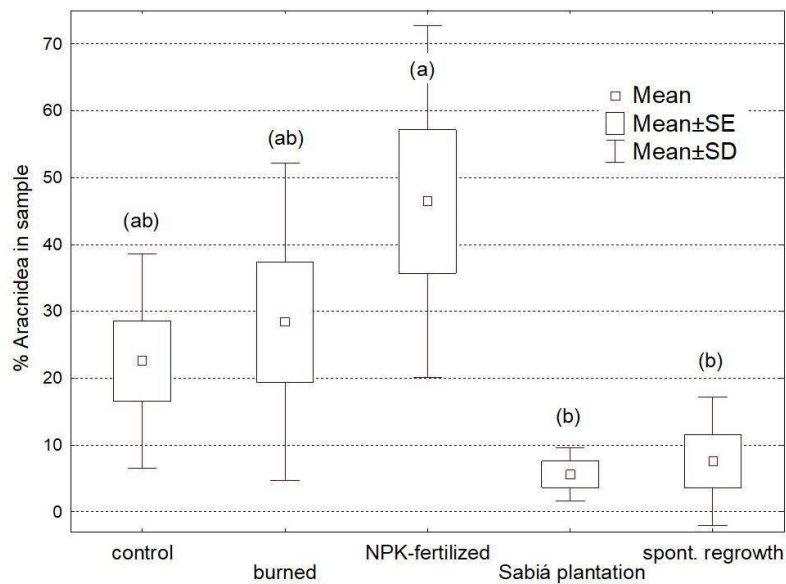 % Aracnidea in sample
70
60
50
40
30
20
10
0
(ab)
(ab)
(a)
(b)
(b)
Mean
Mean±SE
Mean±SD
control
burned
NPK-fertilized
Sabiá plantation
spont. regrowth